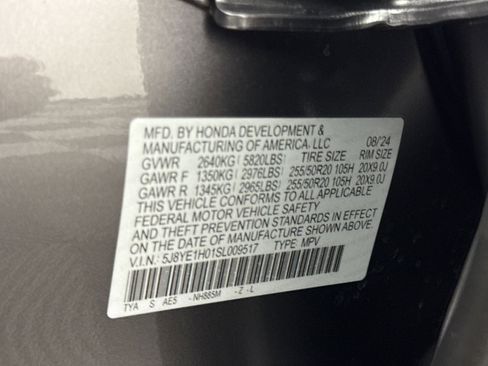 MFD. BY HONDA DEVELOPMENT &
MANUFACTURING OF AMERICA, LLC 08/24
GVWR 2640KG 5820LBS TIRE SIZE RIM SIZE
GAWR F 1350KG 2976LBS 255/50R20 105H 20X9.0J
GAWR R 1345KG 2965LBS 255/50R20 105H 20X9.0J
THIS VEHICLE CONFORMS TO ALL APPLICABLE
FEDERAL MOTOR VEHICLE SAFETY
AND THEFT PREVENTION STANDARDS IN EFFECT
ON THE DATE OF MANUFACTURE SHOWN ABOVE.
V.I.N.: 5J8YE1H01SL009517 TYPE: MPV
TYA S AE5 -NH885M -Z -L